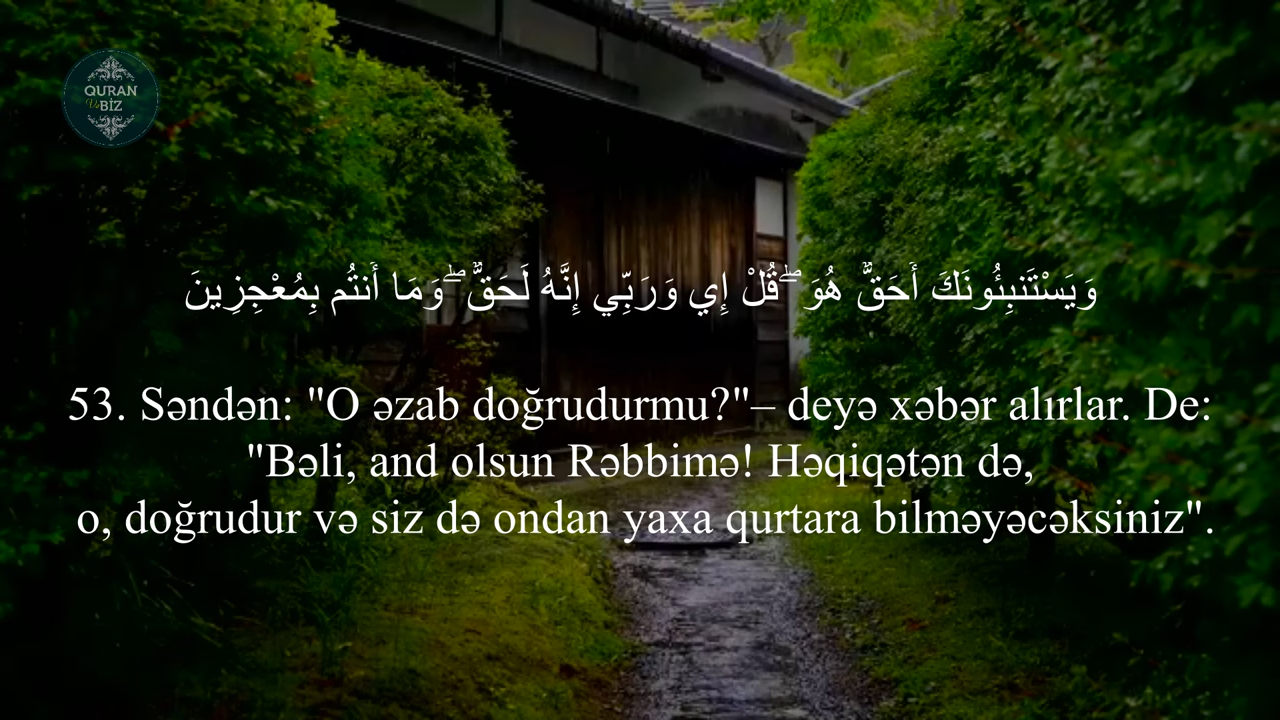 QURAN
Və BİZ
وَيَسْتَنبِئُونَكَ أَحَقٌّ هُوَ ۖ قُلْ إِي وَرَبِّي إِنَّهُ لَحَقٌّ ۖ وَمَا أَنتُم بِمُعْجِزِينَ
53. Səndən: "O əzab doğrudurmu?"– deyə xəbər alırlar. De:
"Bəli, and olsun Rəbbimə! Həqiqətən də,
o, doğrudur və siz də ondan yaxa qurtara bilməyəcəksiniz".